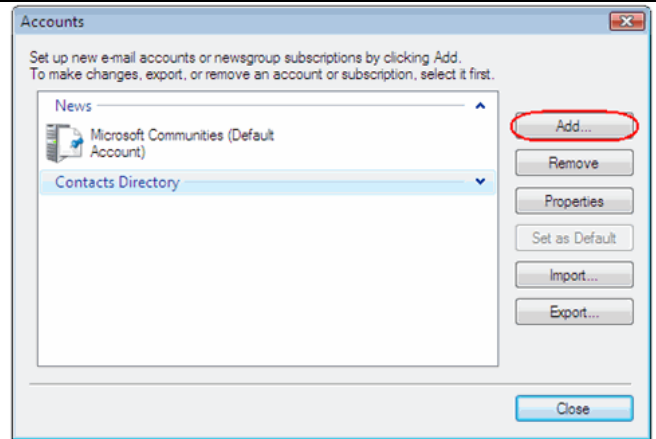 Accounts
Set up new e-mail accounts or newsgroup subscriptions by clicking Add.
To make changes, export, or remove an account or subscription, select it first.
News
Microsoft Communities (Default
Account)
Contacts Directory
Add...
Remove
Properties
Set as Default
Import...
Export...
Close